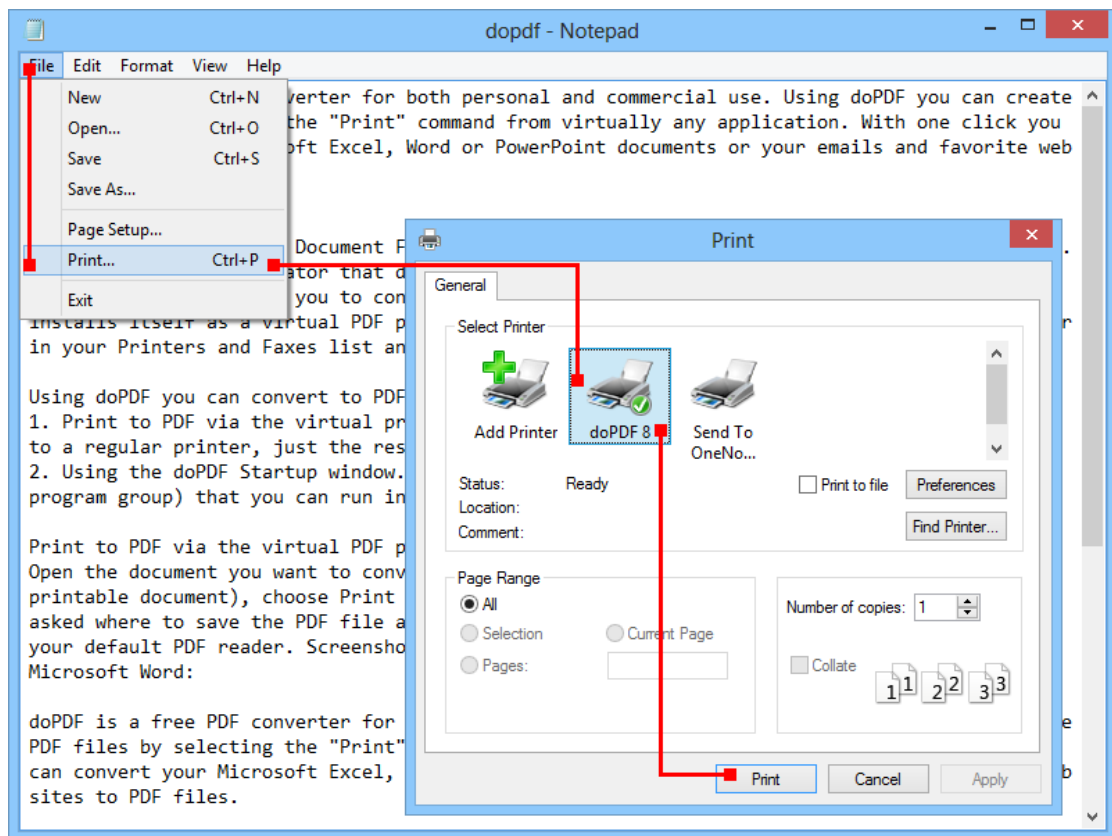 dopdf - Notepad
File Edit Format View Help
New Ctrl+N
Open... Ctrl+O
Save Ctrl+S
Save As...
Page Setup...
Print... Ctrl+P
Exit
verter for both personal and commercial use. Using doPDF you can create
the "Print" command from virtually any application. With one click you
oft Excel, Word or PowerPoint documents or your emails and favorite web
Document F
ator that d
you to con
installs itself as a virtual PDF p
in your Printers and Faxes list an
Using doPDF you can convert to PDF
1. Print to PDF via the virtual pr
to a regular printer, just the res
2. Using the doPDF Startup window.
program group) that you can run in
Print to PDF via the virtual PDF p
Open the document you want to conv
printable document), choose Print
asked where to save the PDF file a
your default PDF reader. Screensho
Microsoft Word:
doPDF is a free PDF converter for
PDF files by selecting the "Print"
can convert your Microsoft Excel,
sites to PDF files.
Print
General
Select Printer
Add Printer
doPDF 8
Send To
OneNo...
Status: Ready
Location:
Comment:
Print to file
Preferences
Find Printer...
Page Range
All
Selection
Current Page
Pages:
Number of copies: 1
Collate
1 1 2 2 3 3
Print Cancel Apply